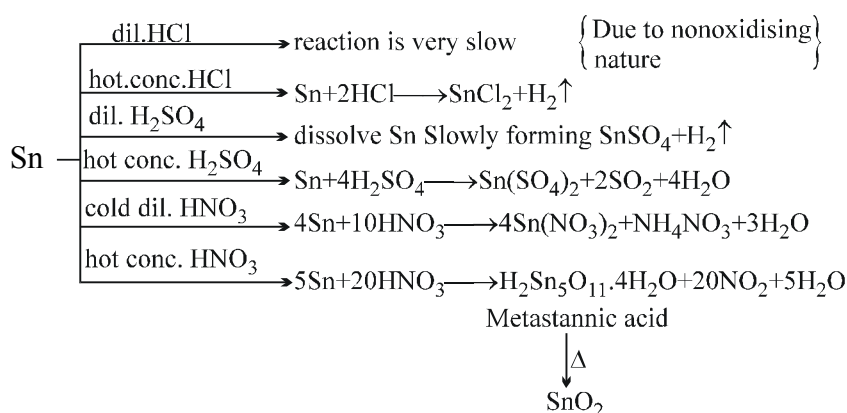 dil.HCl → reaction is very slow {Due to nonoxidising nature}
hot.conc.HCl → Sn+2HCl⟶SnCl₂+H₂↑
dil. H₂SO₄ → dissolve Sn Slowly forming SnSO₄+H₂↑
Sn
hot conc. H₂SO₄ → Sn+4H₂SO₄⟶Sn(SO₄)₂+2SO₂+4H₂O
cold dil. HNO₃ → 4Sn+10HNO₃⟶4Sn(NO₃)₂+NH₄NO₃+3H₂O
hot conc. HNO₃ → 5Sn+20HNO₃⟶H₂Sn₅O₁₁.4H₂O+20NO₂+5H₂O
Metastannic acid
Δ
SnO₂